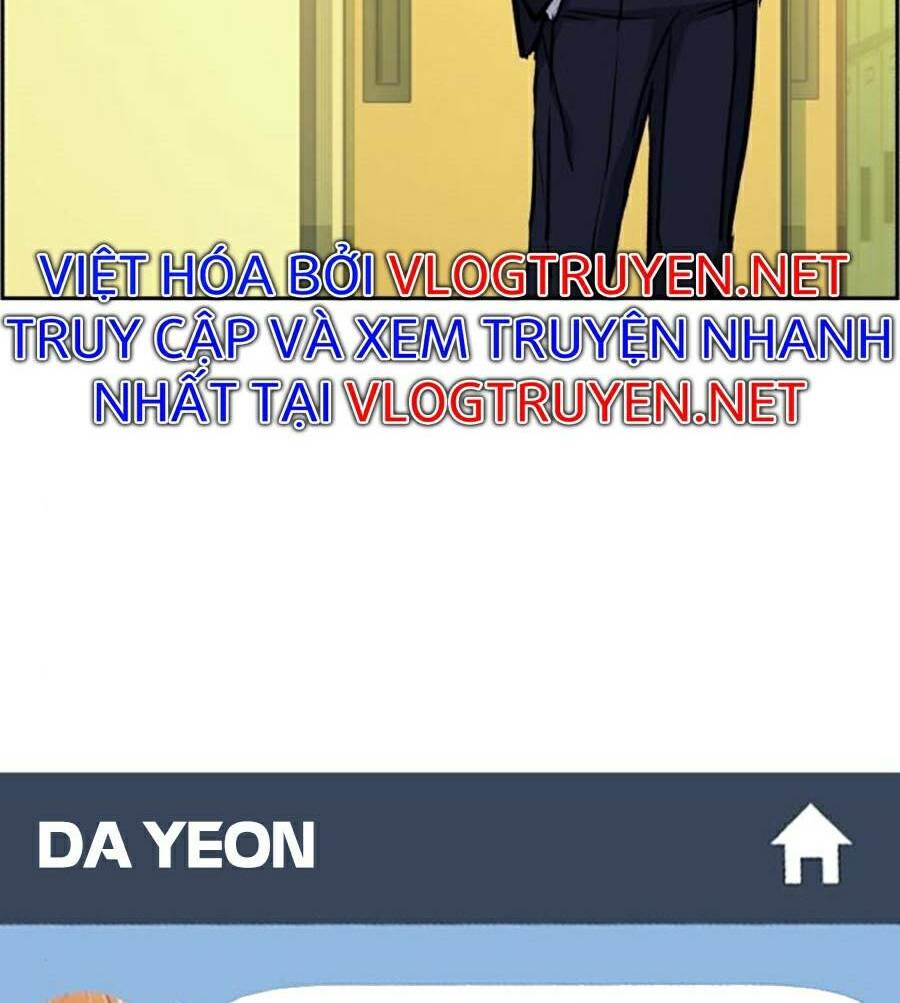 VIỆT HÓA BỞI VLOGTRUYEN.NET
TRUY CẬP VÀ XEM TRUYỆN NHANH
NHẤT TẠI VLOGTRUYEN.NET
DA YEON